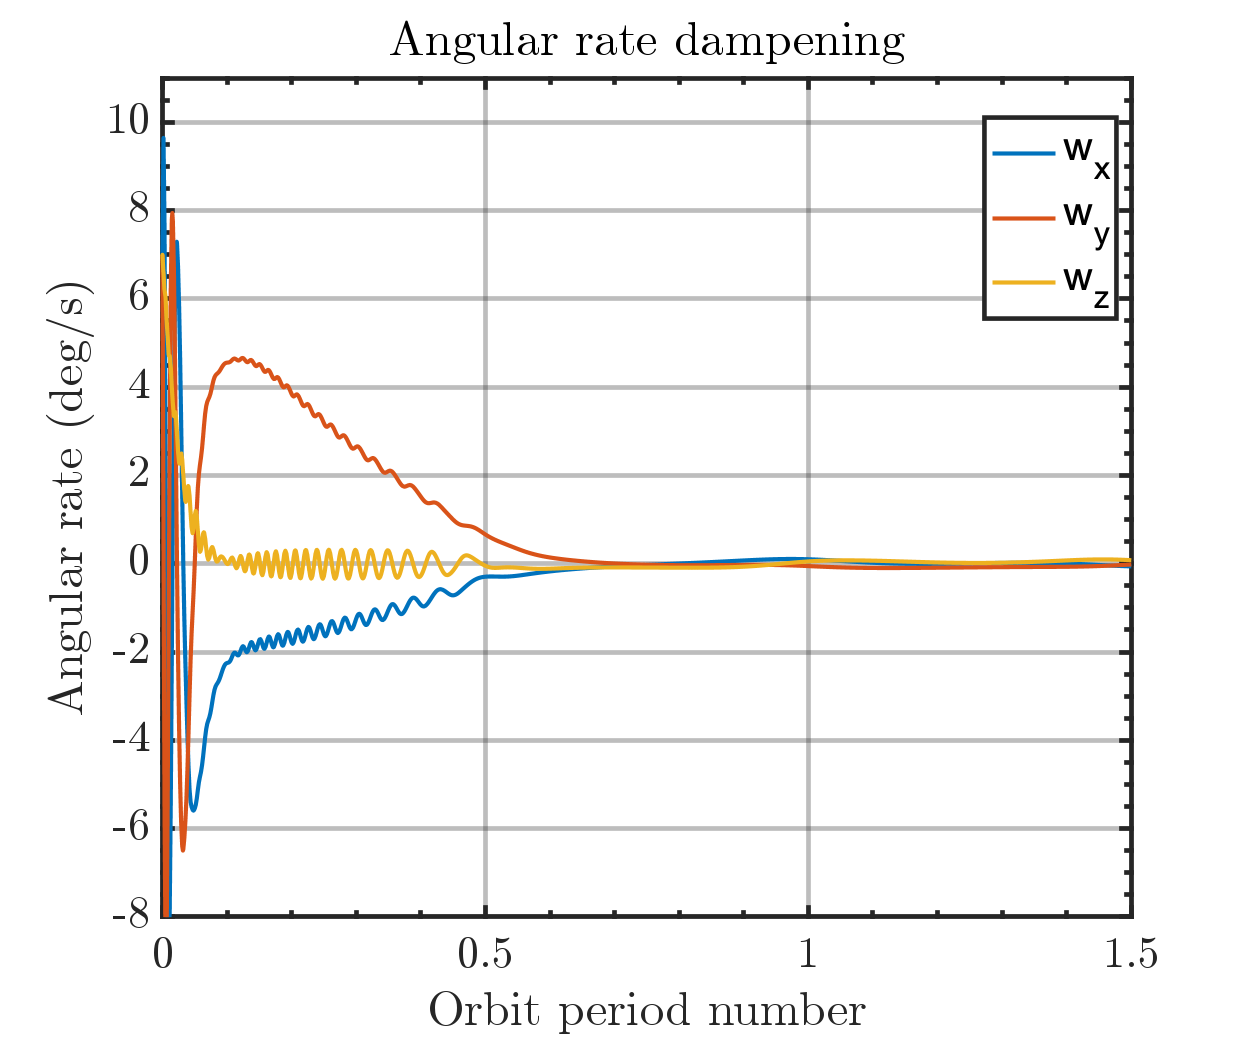 Angular rate dampening
10
8
6
4
2
0
-2
-4
-6
-8
Angular rate (deg/s)
w_x
w_y
w_z
0 0.5 1 1.5
Orbit period number